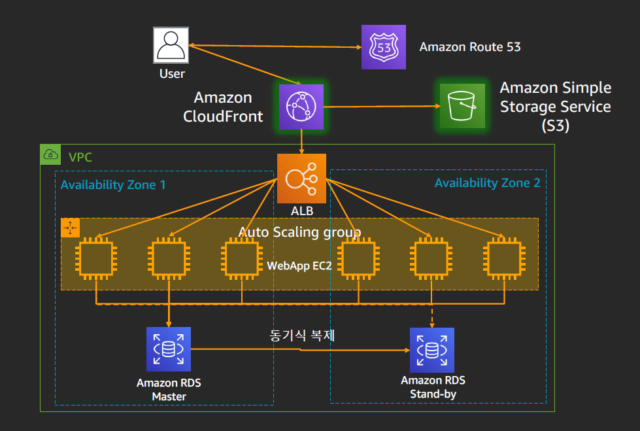 User
53
Amazon Route 53
Amazon
CloudFront
Amazon Simple
Storage Service
(S3)
VPC
Availability Zone 1
Availability Zone 2
ALB
Auto Scaling group
WebApp EC2
동기식 복제
Amazon RDS
Master
Amazon RDS
Stand-by